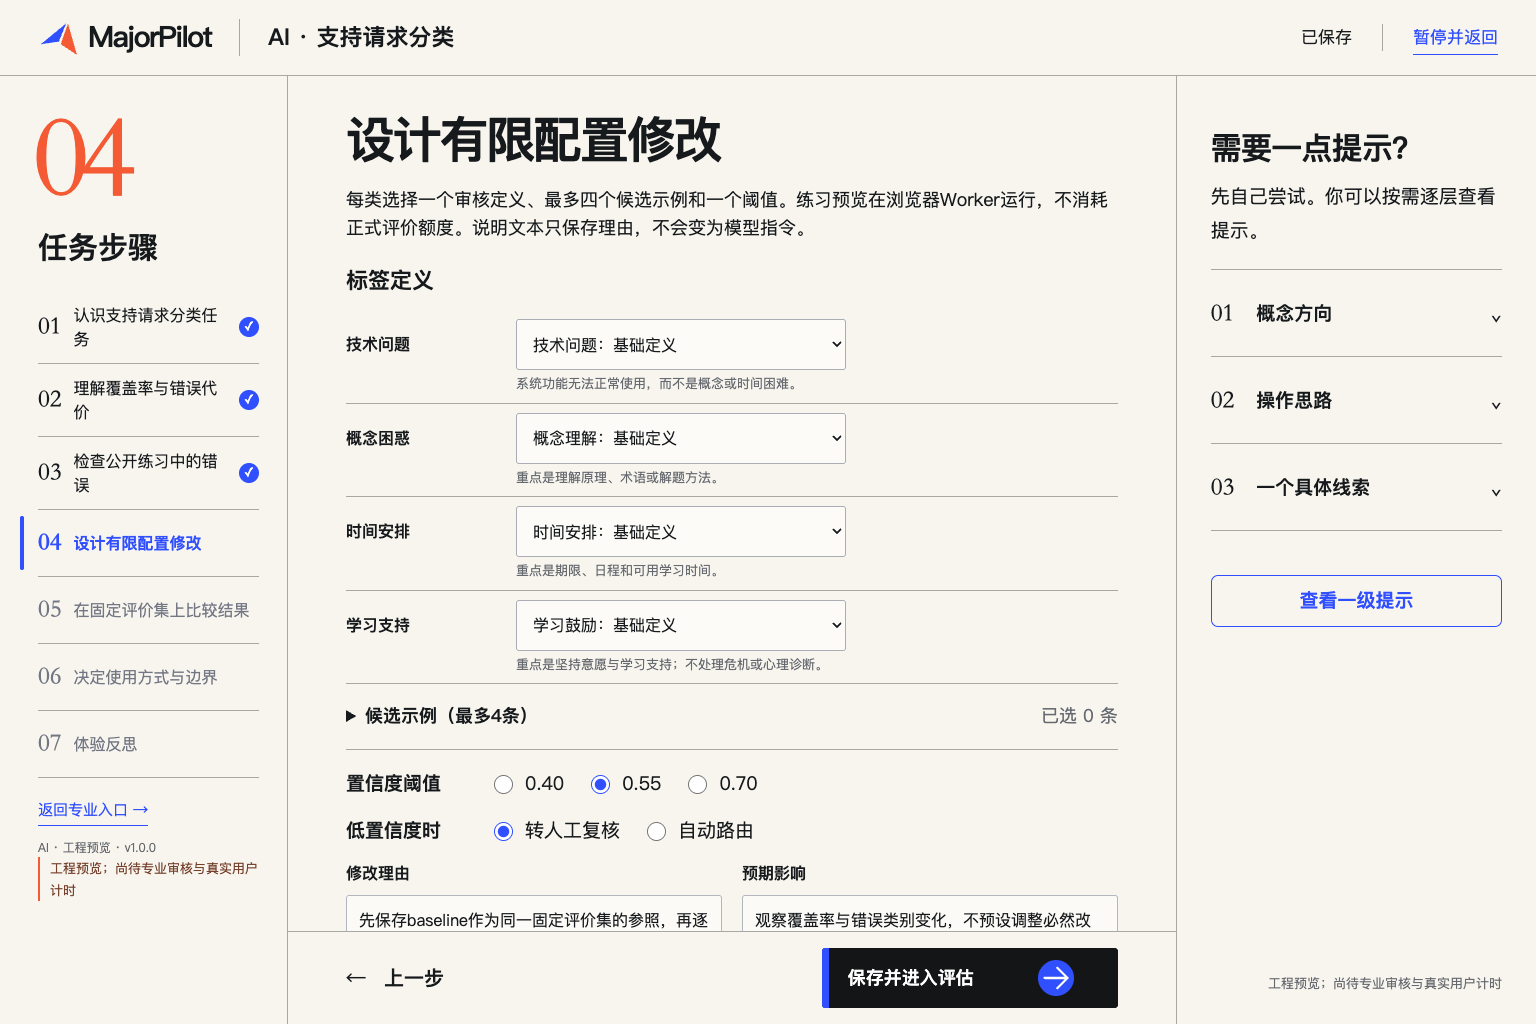 MajorPilot
AI · 支持请求分类
已保存
暂停并返回
04
任务步骤
01 认识支持请求分类任
务
02 理解覆盖率与错误代
价
03 检查公开练习中的错
误
04 设计有限配置修改
05 在固定评价集上比较结果
06 决定使用方式与边界
07 体验反思
返回专业入口 →
AI · 工程预览 · v1.0.0
工程预览；尚待专业审核与真实用户
计时
设计有限配置修改
每类选择一个审核定义、最多四个候选示例和一个阈值。练习预览在浏览器Worker运行，不消耗
正式评价额度。说明文本只保存理由，不会变为模型指令。
标签定义
技术问题 技术问题：基础定义
系统功能无法正常使用，而不是概念或时间困难。
概念困惑 概念理解：基础定义
重点是理解原理、术语或解题方法。
时间安排 时间安排：基础定义
重点是期限、日程和可用学习时间。
学习支持 学习鼓励：基础定义
重点是坚持意愿与学习支持；不处理危机或心理诊断。
▶ 候选示例（最多4条） 已选 0 条
置信度阈值 0.40 0.55 0.70
低置信度时 转人工复核 自动路由
修改理由 预期影响
先保存baseline作为同一固定评价集的参照，再逐 观察覆盖率与错误类别变化，不预设调整必然改
← 上一步
保存并进入评估
需要一点提示?
先自己尝试。你可以按需逐层查看
提示。
01 概念方向
02 操作思路
03 一个具体线索
查看一级提示
工程预览；尚待专业审核与真实用户计时